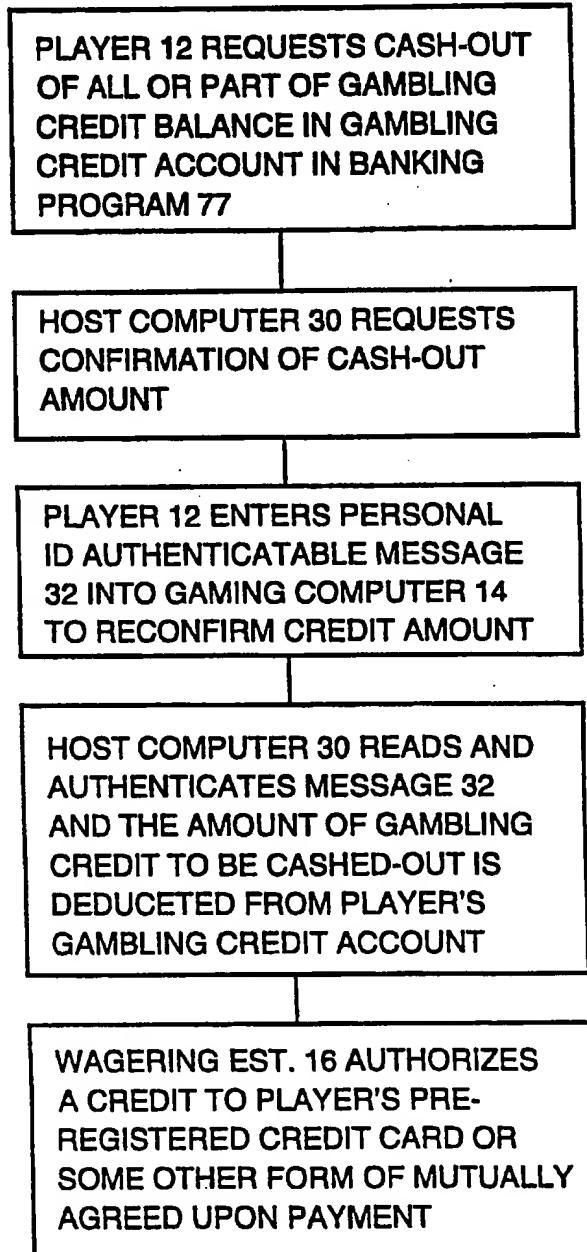 PLAYER 12 REQUESTS CASH-OUT
OF ALL OR PART OF GAMBLING
CREDIT BALANCE IN GAMBLING
CREDIT ACCOUNT IN BANKING
PROGRAM 77
HOST COMPUTER 30 REQUESTS
CONFIRMATION OF CASH-OUT
AMOUNT
PLAYER 12 ENTERS PERSONAL
ID AUTHENTICATABLE MESSAGE
32 INTO GAMING COMPUTER 14
TO RECONFIRM CREDIT AMOUNT
HOST COMPUTER 30 READS AND
AUTHENTICATES MESSAGE 32
AND THE AMOUNT OF GAMBLING
CREDIT TO BE CASHED-OUT IS
DEDUCETED FROM PLAYER'S
GAMBLING CREDIT ACCOUNT
WAGERING EST. 16 AUTHORIZES
A CREDIT TO PLAYER'S PRE-
REGISTERED CREDIT CARD OR
SOME OTHER FORM OF MUTUALLY
AGREED UPON PAYMENT